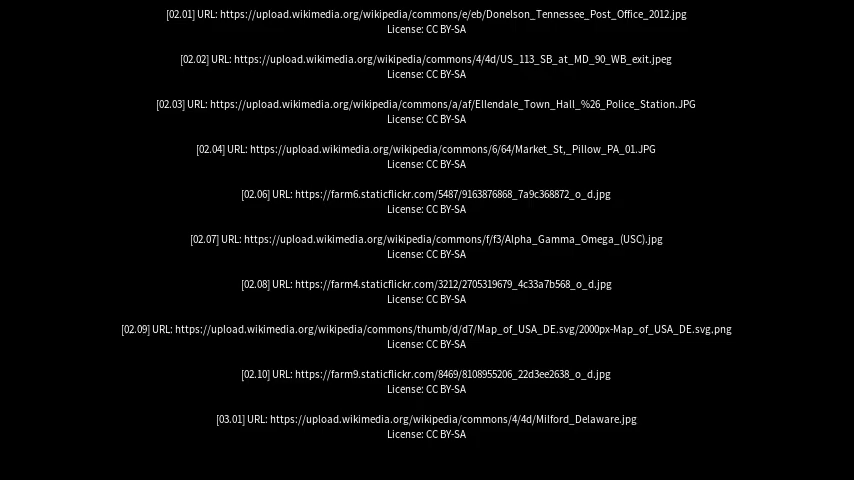 [02.01] URL: https://upload.wikimedia.org/wikipedia/commons/e/eb/Donelson_Tennessee_Post_Office_2012.jpg
License: CC BY-SA
[02.02] URL: https://upload.wikimedia.org/wikipedia/commons/4/4d/US_113_SB_at_MD_90_WB_exit.jpeg
License: CC BY-SA
[02.03] URL: https://upload.wikimedia.org/wikipedia/commons/a/af/Ellendale_Town_Hall_%26_Police_Station.JPG
License: CC BY-SA
[02.04] URL: https://upload.wikimedia.org/wikipedia/commons/6/64/Market_St,_Pillow_PA_01.JPG
License: CC BY-SA
[02.06] URL: https://farm6.staticflickr.com/5487/9163876868_7a9c368872_o_d.jpg
License: CC BY-SA
[02.07] URL: https://upload.wikimedia.org/wikipedia/commons/f/f3/Alpha_Gamma_Omega_(USC).jpg
License: CC BY-SA
[02.08] URL: https://farm4.staticflickr.com/3212/2705319679_4c33a7b568_o_d.jpg
License: CC BY-SA
[02.09] URL: https://upload.wikimedia.org/wikipedia/commons/thumb/d/d7/Map_of_USA_DE.svg/2000px-Map_of_USA_DE.svg.png
License: CC BY-SA
[02.10] URL: https://farm9.staticflickr.com/8469/8108955206_22d3ee2638_o_d.jpg
License: CC BY-SA
[03.01] URL: https://upload.wikimedia.org/wikipedia/commons/4/4d/Milford_Delaware.jpg
License: CC BY-SA